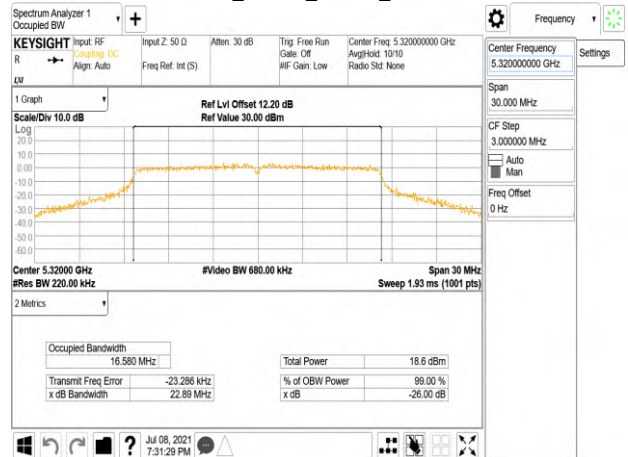 Spectrum Analyzer 1
Occupied BW
+
Frequency
KEYSIGHT
R
Input: RF
Coupling: DC
Align: Auto
Input Z: 50 Ω
Freq Ref: Int (S)
Atten: 30 dB
Trig: Free Run
Gate: Off
#IF Gain: Low
Center Freq: 5.320000000 GHz
Avg|Hold: 10/10
Radio Std: None
Center Frequency
5.320000000 GHz
Settings
Span
30.000 MHz
CF Step
3.000000 MHz
Auto
Man
Freq Offset
0 Hz
1 Graph
Scale/Div 10.0 dB
Ref Lvl Offset 12.20 dB
Ref Value 30.00 dBm
Log
20.0
10.0
0.00
-10.0
-20.0
-30.0
-40.0
-50.0
-60.0
Center 5.32000 GHz
#Res BW 220.00 kHz
#Video BW 680.00 kHz
Span 30 MHz
Sweep 1.93 ms (1001 pts)
2 Metrics
Occupied Bandwidth
16.580 MHz
Total Power 18.6 dBm
Transmit Freq Error -23.286 kHz
% of OBW Power 99.00 %
x dB Bandwidth 22.89 MHz
x dB -26.00 dB
?
Jul 08, 2021
7:31:29 PM